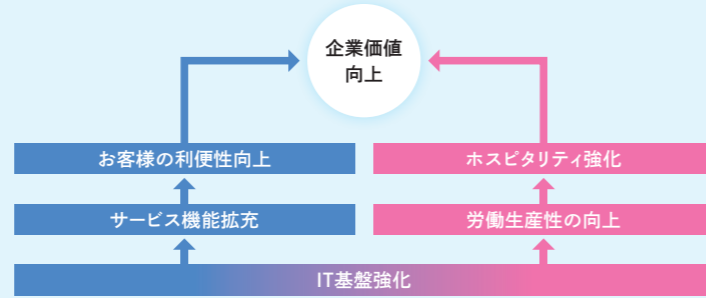 企業価値
向上
お客様の利便性向上
ホスピタリティ強化
サービス機能拡充
労働生産性の向上
IT基盤強化